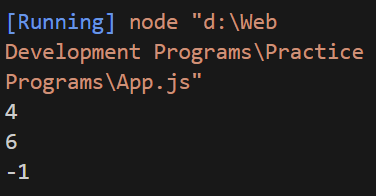 [Running] node "d:\Web
Development Programs\Practice
Programs\App.js"
4
6
-1